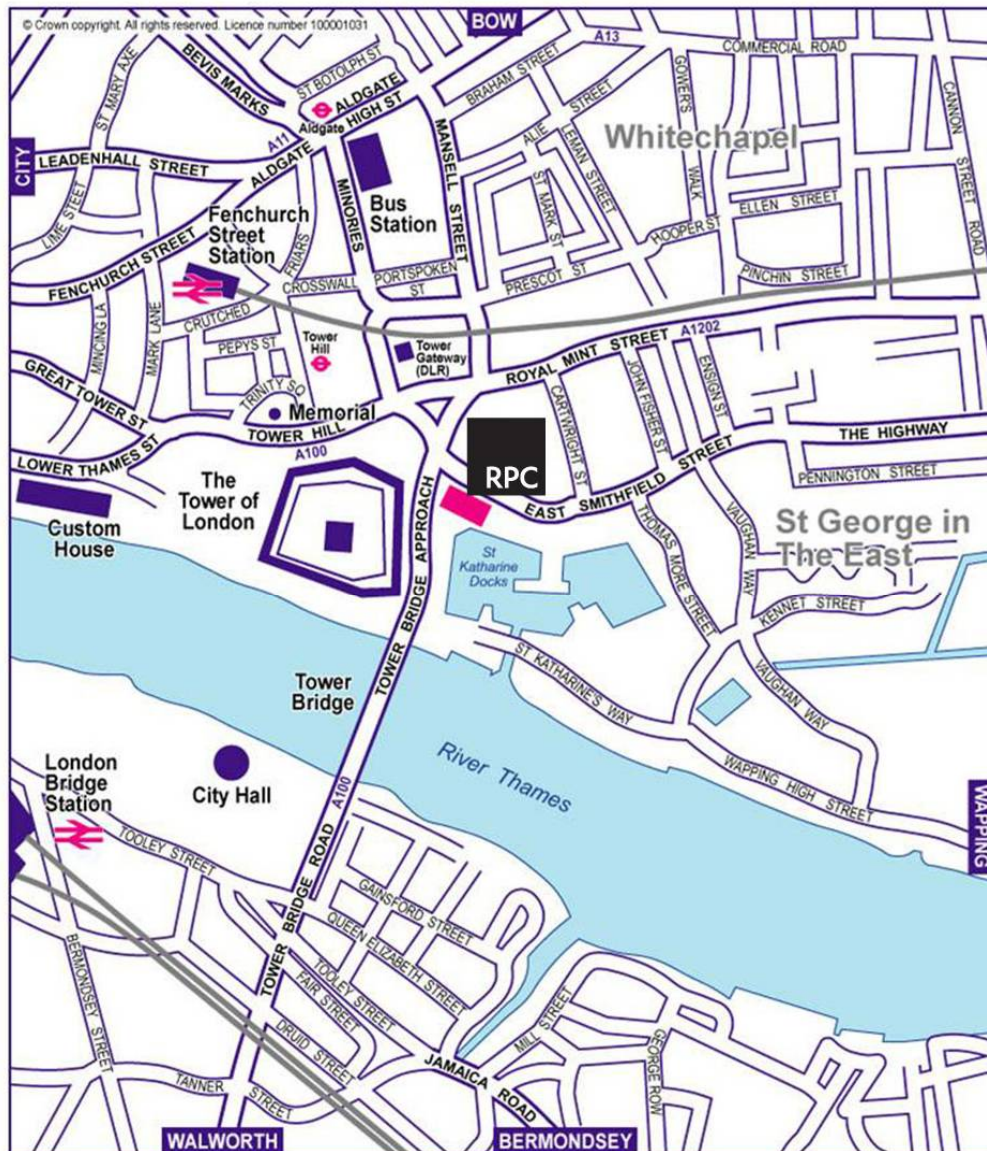 © Crown copyright. All rights reserved. Licence number 100001031
BOW
A13
COMMERCIAL ROAD
ST MARY AXE
BEVIS MARKS
ST BOTOLPH ST
ALDGATE
Aldgate
BRAHAM STREET
GOWER'S
WALK
CANNON
STREET ROAD
CITY
LEADENHALL STREET
A11
ALDGATE HIGH ST
MANSELL STREET
ALIE STREET
EMAN STREET
Whitechapel
LIME STEET
Fenchurch
Street
Station
MINORIES
Bus
Station
ST MARK ST
ELLEN STREET
HOOPER ST
FENCHURCH STREET
FRIARS
CROSSWALL
PORTSPOKEN
ST
PRESCOT ST
PINCHIN STREET
MINCING LA
MARK LANE
CRUTCHED
PEPYS ST
Tower
Hill
Tower
Gateway
(DLR)
ROYAL MINT STREET
A1202
GREAT TOWER ST
TRINITY SQ
Memorial
CARTWRIGHT ST
JOHN FISHER ST
ENSIGN ST
LOWER THAMES ST
TOWER HILL
A100
THE HIGHWAY
RPC
PENNINGTON STREET
The
Tower of
London
Custom
House
TOWER BRIDGE APPROACH
EAST SMITHFIELD STREET
St
Katharine
Docks
THOMAS MORE STREET
VAUGHAN WAY
St George in
The East
KENNET STREET
ST KATHARINE'S WAY
VAUGHAN WAY
Tower
Bridge
River Thames
WAPPING HIGH STREET
WAPPING
London
Bridge
Station
City Hall
A100
TOOLEY STREET
TOWER BRIDGE ROAD
GAINSFORD STREET
QUEEN ELIZABETH STREET
TOOLEY STREET
FAIR STREET
DRUID STREET
BERMONDSEY STREET
JAMAICA ROAD
MILL STREET
GEORGE ROW
TANNER STREET
WALWORTH
BERMONDSEY